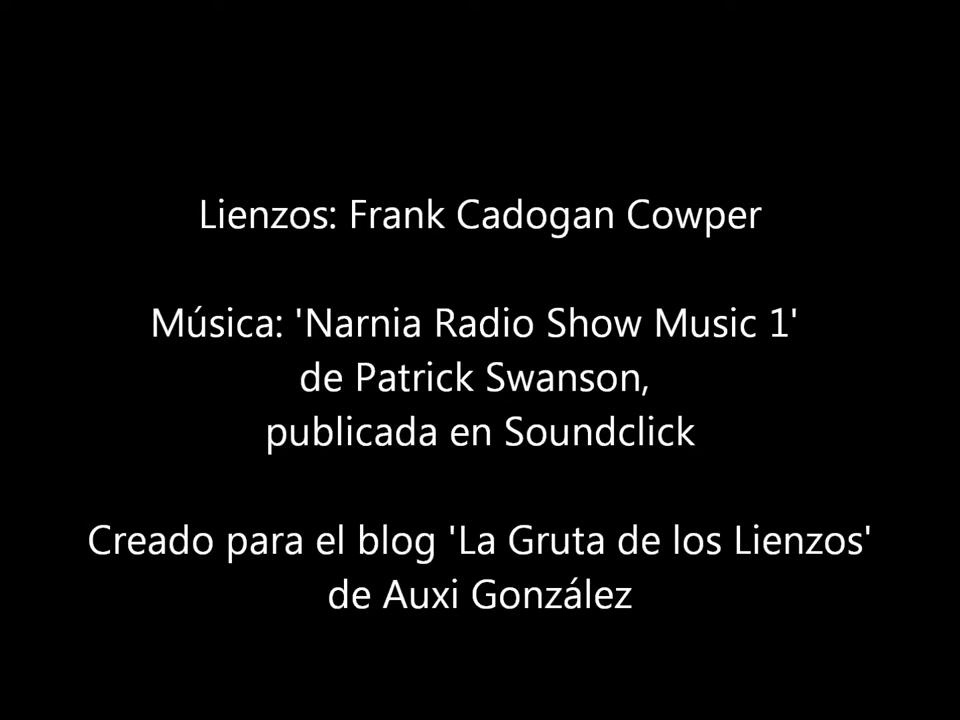 Lienzos: Frank Cadogan Cowper
Música: 'Narnia Radio Show Music 1'
de Patrick Swanson,
publicada en Soundclick
Creado para el blog 'La Gruta de los Lienzos'
de Auxi González